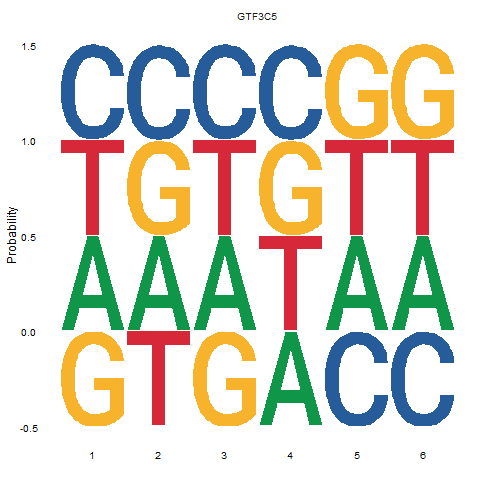 GTF3C5
1.5
CCCCGG
1.0
TGTGTT
0.5
AAATAA
0.0
GTGACC
-0.5
1 2 3 4 5 6
Probability